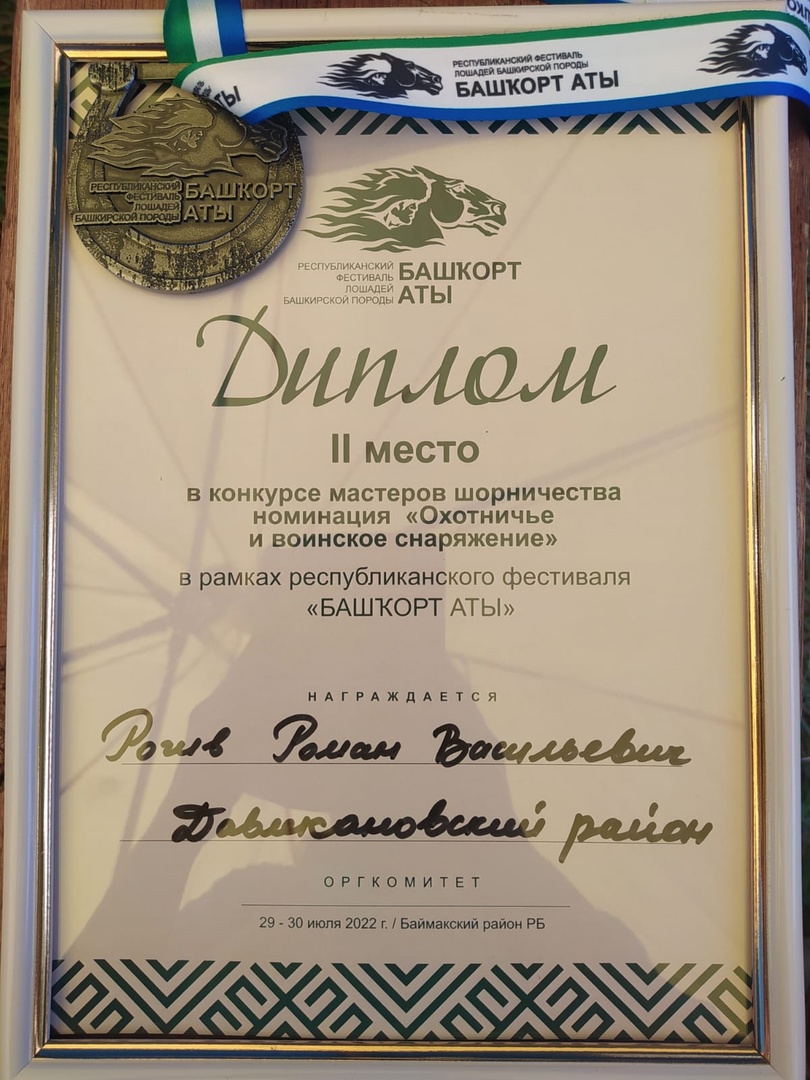 РЕСПУБЛИКАНСКИЙ ФЕСТИВАЛЬ
ЛОШАДЕЙ БАШКИРСКОЙ ПОРОДЫ
БАШҠОРТ АТЫ
РЕСПУБЛИКАНСКИЙ
ФЕСТИВАЛЬ
ЛОШАДЕЙ
БАШКИРСКОЙ ПОРОДЫ
БАШҠОРТ
АТЫ
РЕСПУБЛИКАНСКИЙ
ФЕСТИВАЛЬ
ЛОШАДЕЙ
БАШКИРСКОЙ ПОРОДЫ
БАШҠОРТ
АТЫ
Диплом
II место
в конкурсе мастеров шорничества
номинация «Охотничье
и воинское снаряжение»
в рамках республиканского фестиваля
«БАШҠОРТ АТЫ»
НАГРАЖДАЕТСЯ
Роман Васильевич
Давлекановский район
ОРГКОМИТЕТ
29 - 30 июля 2022 г. / Баймакский район РБ